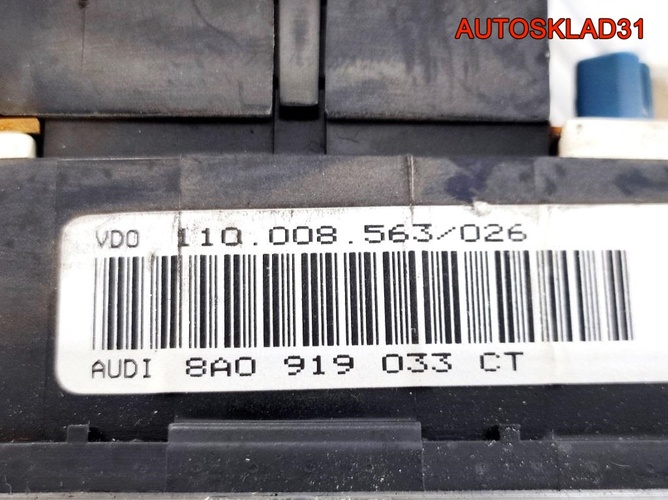 AUTOSKLAD31
VDO 110.008.563/026
AUDI 8A0 919 033 CT